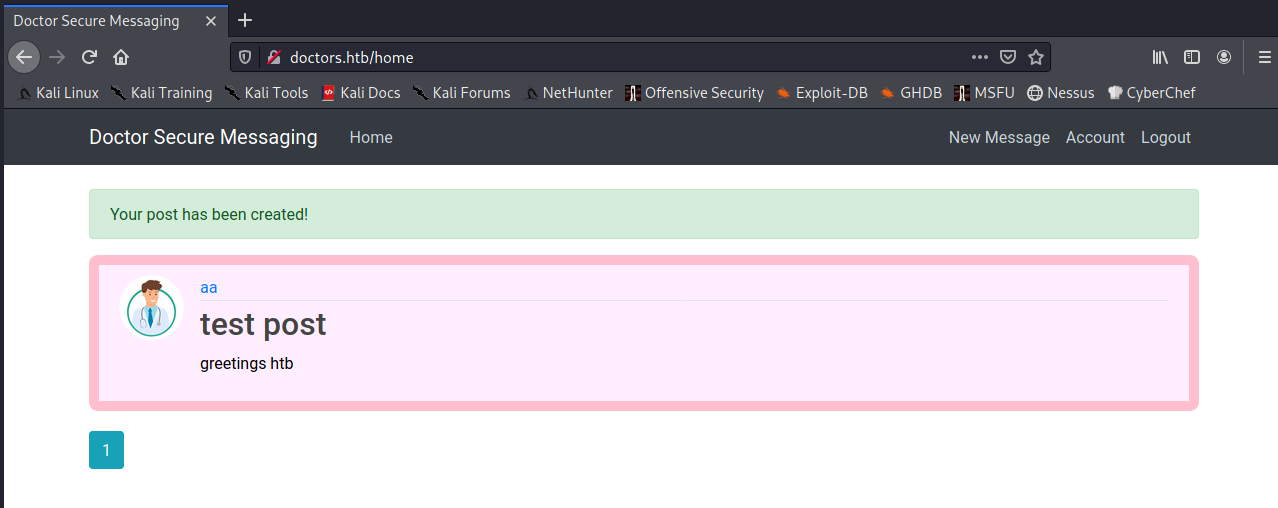 Doctor Secure Messaging
doctors.htb/home
Kali Linux Kali Training Kali Tools Kali Docs Kali Forums NetHunter Offensive Security Exploit-DB GHDB MSFU Nessus CyberChef
Doctor Secure Messaging Home New Message Account Logout
Your post has been created!
aa
test post
greetings htb
1